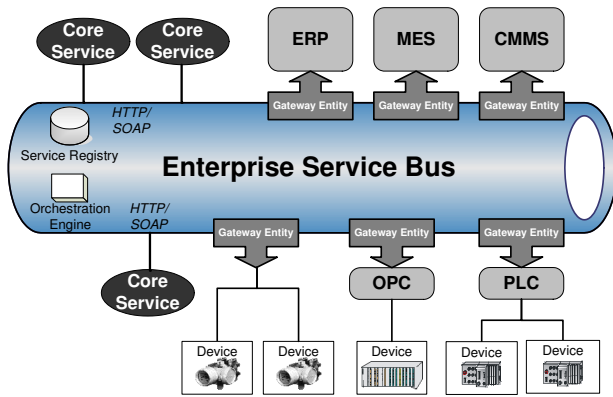 Core
Service
Core
Service
ERP
MES
CMMS
Gateway Entity
Gateway Entity
Gateway Entity
HTTP/
SOAP
Service Registry
Enterprise Service Bus
Orchestration
Engine
HTTP/
SOAP
Gateway Entity
Gateway Entity
Gateway Entity
Core
Service
OPC
PLC
Device
Device
Device
Device
Device